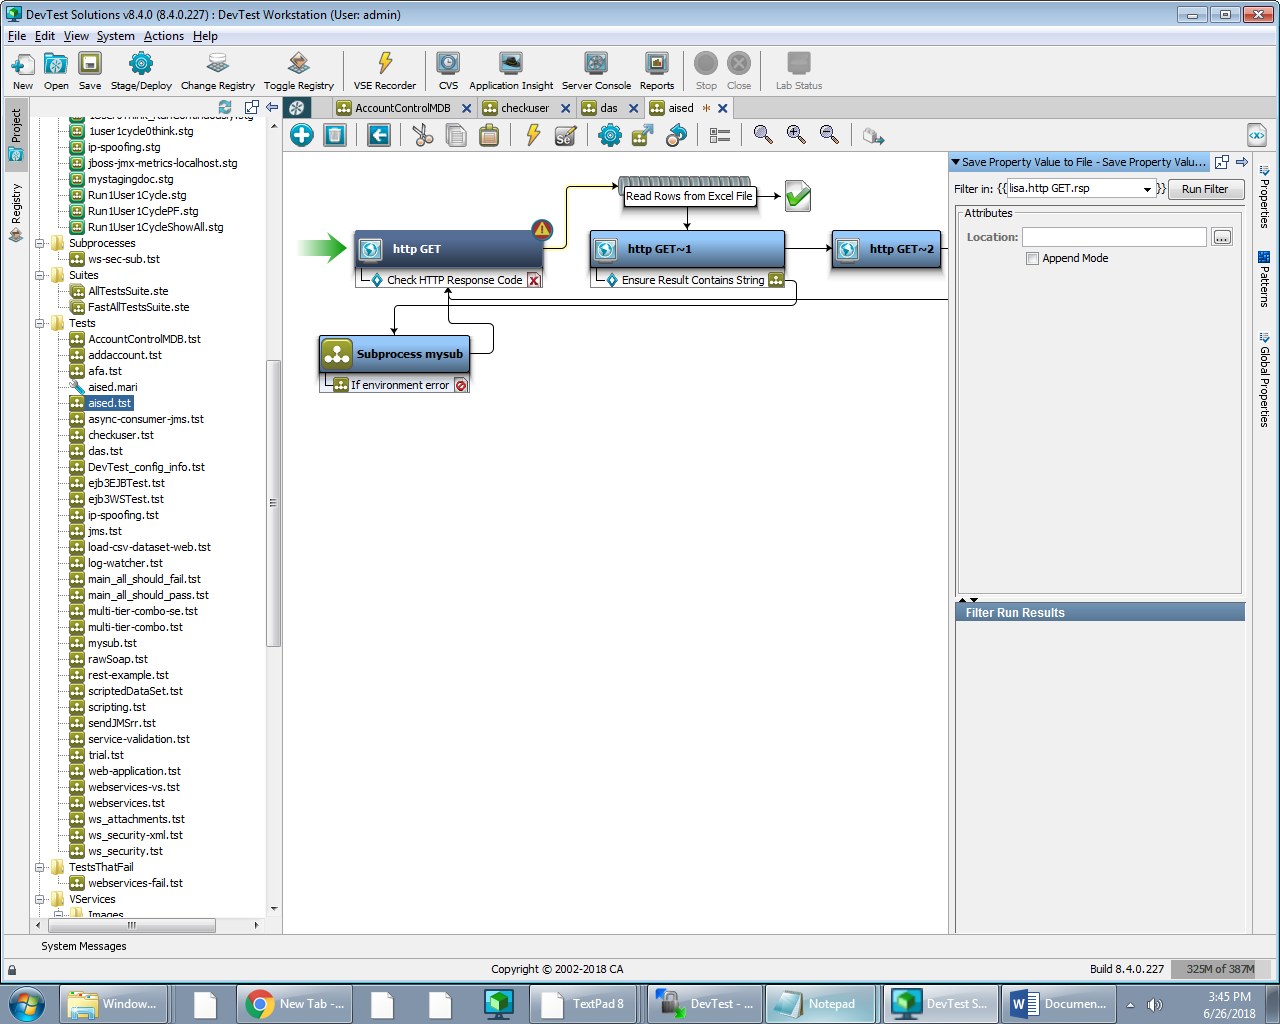 DevTest Solutions v8.4.0 (8.4.0.227) : DevTest Workstation (User: admin)
File Edit View System Actions Help
New Open Save Stage/Deploy Change Registry Toggle Registry VSE Recorder CVS Application Insight Server Console Reports Stop Close Lab Status
AccountControlMDB checkuser das aised
Project
Registry
1user1cycle0think.stg
ip-spoofing.stg
jboss-jmx-metrics-localhost.stg
mystagingdoc.stg
Run1User1Cycle.stg
Run1User1CyclePF.stg
Run1User1CycleShowAll.stg
Subprocesses
ws-sec-sub.tst
Suites
AllTestsSuite.ste
FastAllTestsSuite.ste
Tests
AccountControlMDB.tst
addaccount.tst
afa.tst
aised.mari
aised.tst
async-consumer-jms.tst
checkuser.tst
das.tst
DevTest_config_info.tst
ejb3EJBTest.tst
ejb3WSTest.tst
ip-spoofing.tst
jms.tst
load-csv-dataset-web.tst
log-watcher.tst
main_all_should_fail.tst
main_all_should_pass.tst
multi-tier-combo-se.tst
multi-tier-combo.tst
mysub.tst
rawSoap.tst
rest-example.tst
scriptedDataSet.tst
scripting.tst
sendJMSrr.tst
service-validation.tst
trial.tst
web-application.tst
webservices-vs.tst
webservices.tst
ws_attachments.tst
ws_security-xml.tst
ws_security.tst
TestsThatFail
webservices-fail.tst
VServices
Images
Read Rows from Excel File
http GET
Check HTTP Response Code
http GET~1
Ensure Result Contains String
http GET~2
Subprocess mysub
If environment error
Save Property Value to File - Save Property Valu...
Filter in: {{ lisa.http GET.rsp }} Run Filter
Attributes
Location: ...
Append Mode
Filter Run Results
Properties
Patterns
Global Properties
System Messages
Copyright © 2002-2018 CA
Build 8.4.0.227
325M of 387M
Window... New Tab -... TextPad 8 DevTest - ... Notepad DevTest S... Documen...
3:45 PM
6/26/2018